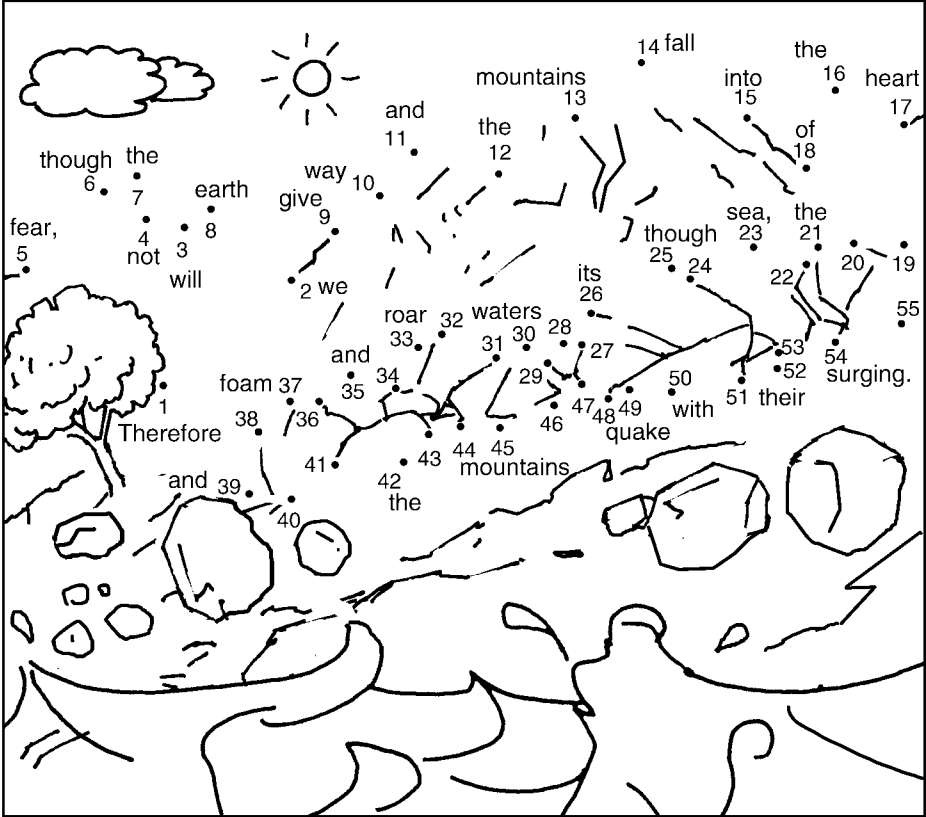 1 Therefore
2 we
3 will
4 not
5 fear,
6 though
7 the
8 earth
9 give
10 way
11 and
12 the
13 mountains
14 fall
15 into
16 the
17 heart
18 of
19
20
21 the
22
23 sea,
24
25 though
26 its
27
28
29
30
31 waters
32
33 roar
34
35 and
36
37 foam
38
39 and
40
41
42 the
43
44 mountains
45
46
47
48 quake
49
50 with
51
52 their
53
54 surging.
55